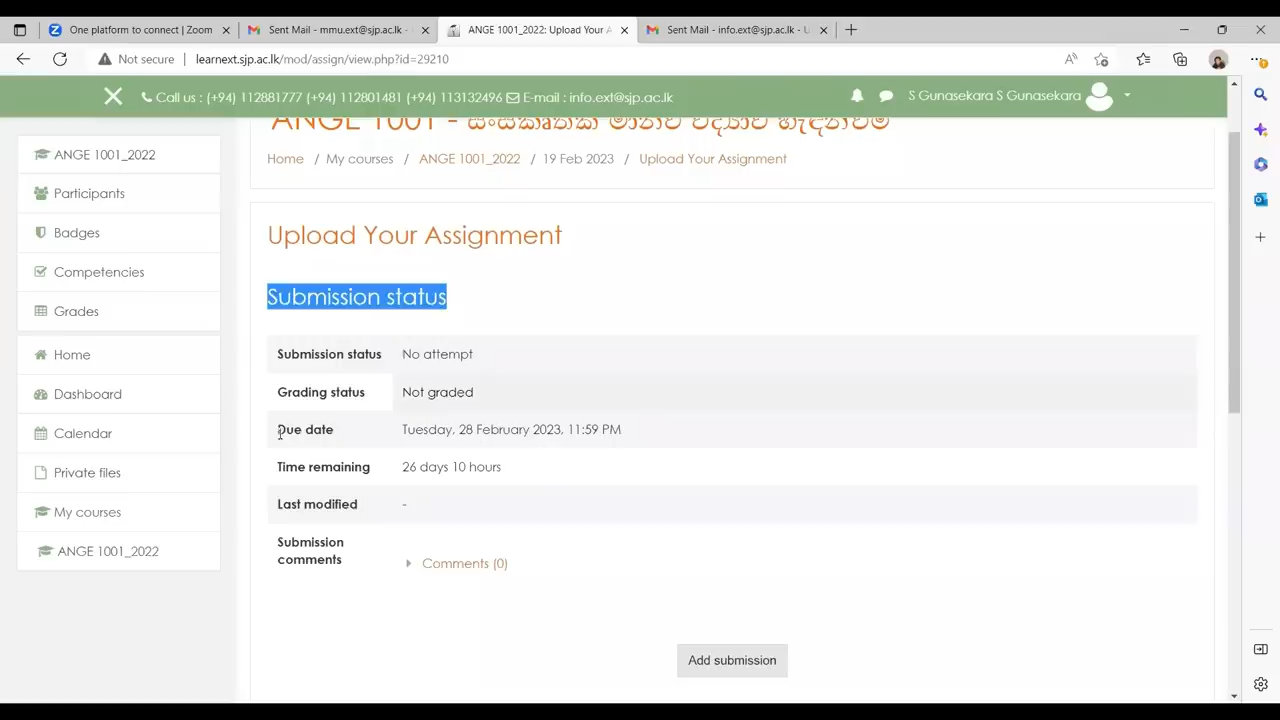 One platform to connect | Zoom
Sent Mail - mmu.ext@sjp.ac.lk -
ANGE 1001_2022: Upload Your A
Sent Mail - info.ext@sjp.ac.lk - U
Not secure
learnext.sjp.ac.lk/mod/assign/view.php?id=29210
Call us : (+94) 112881777 (+94) 112801481 (+94) 113132496 E-mail : info.ext@sjp.ac.lk
S Gunasekara S Gunasekara
ANGE 1001 - සංස්කෘතික මානව විද්‍යාව හැඳින්වීම
Home / My courses / ANGE 1001_2022 / 19 Feb 2023 / Upload Your Assignment
ANGE 1001_2022
Participants
Badges
Competencies
Grades
Home
Dashboard
Calendar
Private files
My courses
ANGE 1001_2022
Upload Your Assignment
Submission status
Submission status No attempt
Grading status Not graded
Due date Tuesday, 28 February 2023, 11:59 PM
Time remaining 26 days 10 hours
Last modified -
Submission
comments
Comments (0)
Add submission